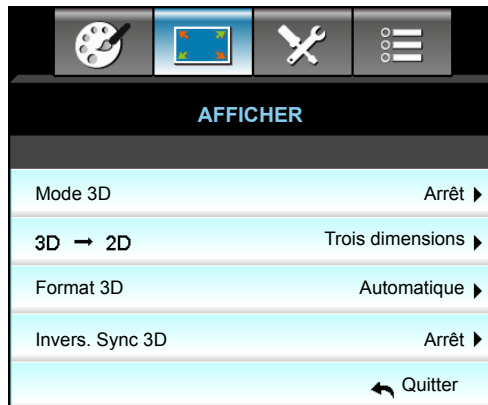 AFFICHER
Mode 3D Arrêt
3D → 2D Trois dimensions
Format 3D Automatique
Invers. Sync 3D Arrêt
Quitter